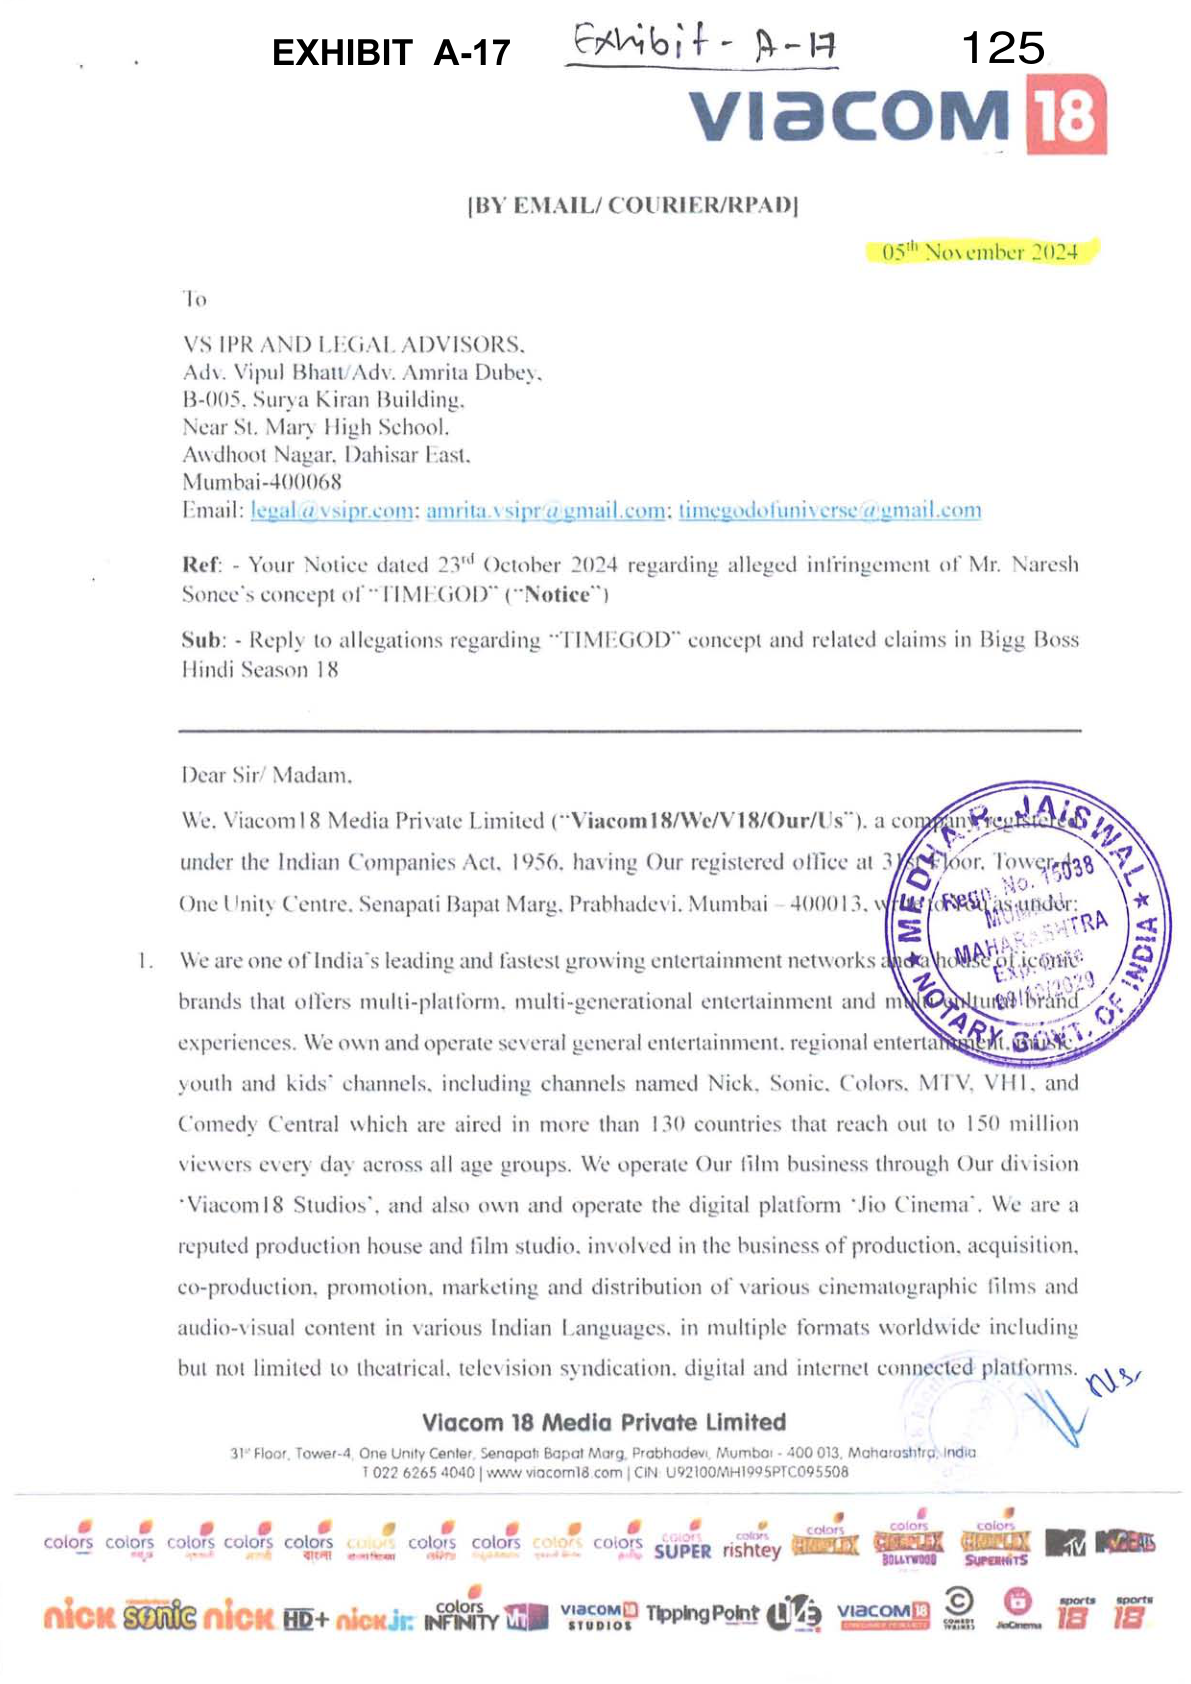 EXHIBIT A-17 Exhibit - A-17 125
VIACOM 18
[BY EMAIL/ COURIER/RPAD]
05th November 2024
To
VS IPR AND LEGAL ADVISORS,
Adv. Vipul Bhatt/Adv. Amrita Dubey,
B-005, Surya Kiran Building,
Near St. Mary High School,
Awdhoot Nagar, Dahisar East,
Mumbai-400068
Email: legal@vsipr.com; amrita.vsipr@gmail.com; timegodofuniverse@gmail.com
Ref: - Your Notice dated 23rd October 2024 regarding alleged infringement of Mr. Naresh
Sonee's concept of "TIMEGOD" ("Notice")
Sub: - Reply to allegations regarding "TIMEGOD" concept and related claims in Bigg Boss
Hindi Season 18
Dear Sir/ Madam,
We, Viacom18 Media Private Limited ("Viacom18/We/V18/Our/Us"), a company registered
under the Indian Companies Act, 1956, having Our registered office at 31st Floor, Tower-4,
One Unity Centre, Senapati Bapat Marg, Prabhadevi, Mumbai – 400013, write to you as under:
1. We are one of India's leading and fastest growing entertainment networks and a house of iconic
brands that offers multi-platform, multi-generational entertainment and multi-cultural brand
experiences. We own and operate several general entertainment, regional entertainment, music,
youth and kids' channels, including channels named Nick, Sonic, Colors, MTV, VH1, and
Comedy Central which are aired in more than 130 countries that reach out to 150 million
viewers every day across all age groups. We operate Our film business through Our division
'Viacom18 Studios', and also own and operate the digital platform 'Jio Cinema'. We are a
reputed production house and film studio, involved in the business of production, acquisition,
co-production, promotion, marketing and distribution of various cinematographic films and
audio-visual content in various Indian Languages, in multiple formats worldwide including
but not limited to theatrical, television syndication, digital and internet connected platforms.
MEDHA R. JAISWAL
Regn. No. 15038
MUMBAI
MAHARASHTRA
Exp. Date
NOTARY GOVT. OF INDIA
Viacom 18 Media Private Limited
31st Floor, Tower-4, One Unity Center, Senapati Bapat Marg, Prabhadevi, Mumbai - 400 013, Maharashtra, India
T 022 6265 4040 | www viacom18.com | CIN: U92100MH1995PTC095508
colors colors colors colors colors colors colors colors colors colors colors SUPER colors rishtey colors CINEPLEX colors CINEPLEX BOLLYWOOD colors CINEPLEX SUPERHITS MTV
nick sonic nick HD+ nick jr. colors INFINITY VIACOM18 STUDIOS Tipping Point LIVE VIACOM18 CONSUMER PRODUCTS COMEDY CENTRAL JioCinema sports 18 sports 18